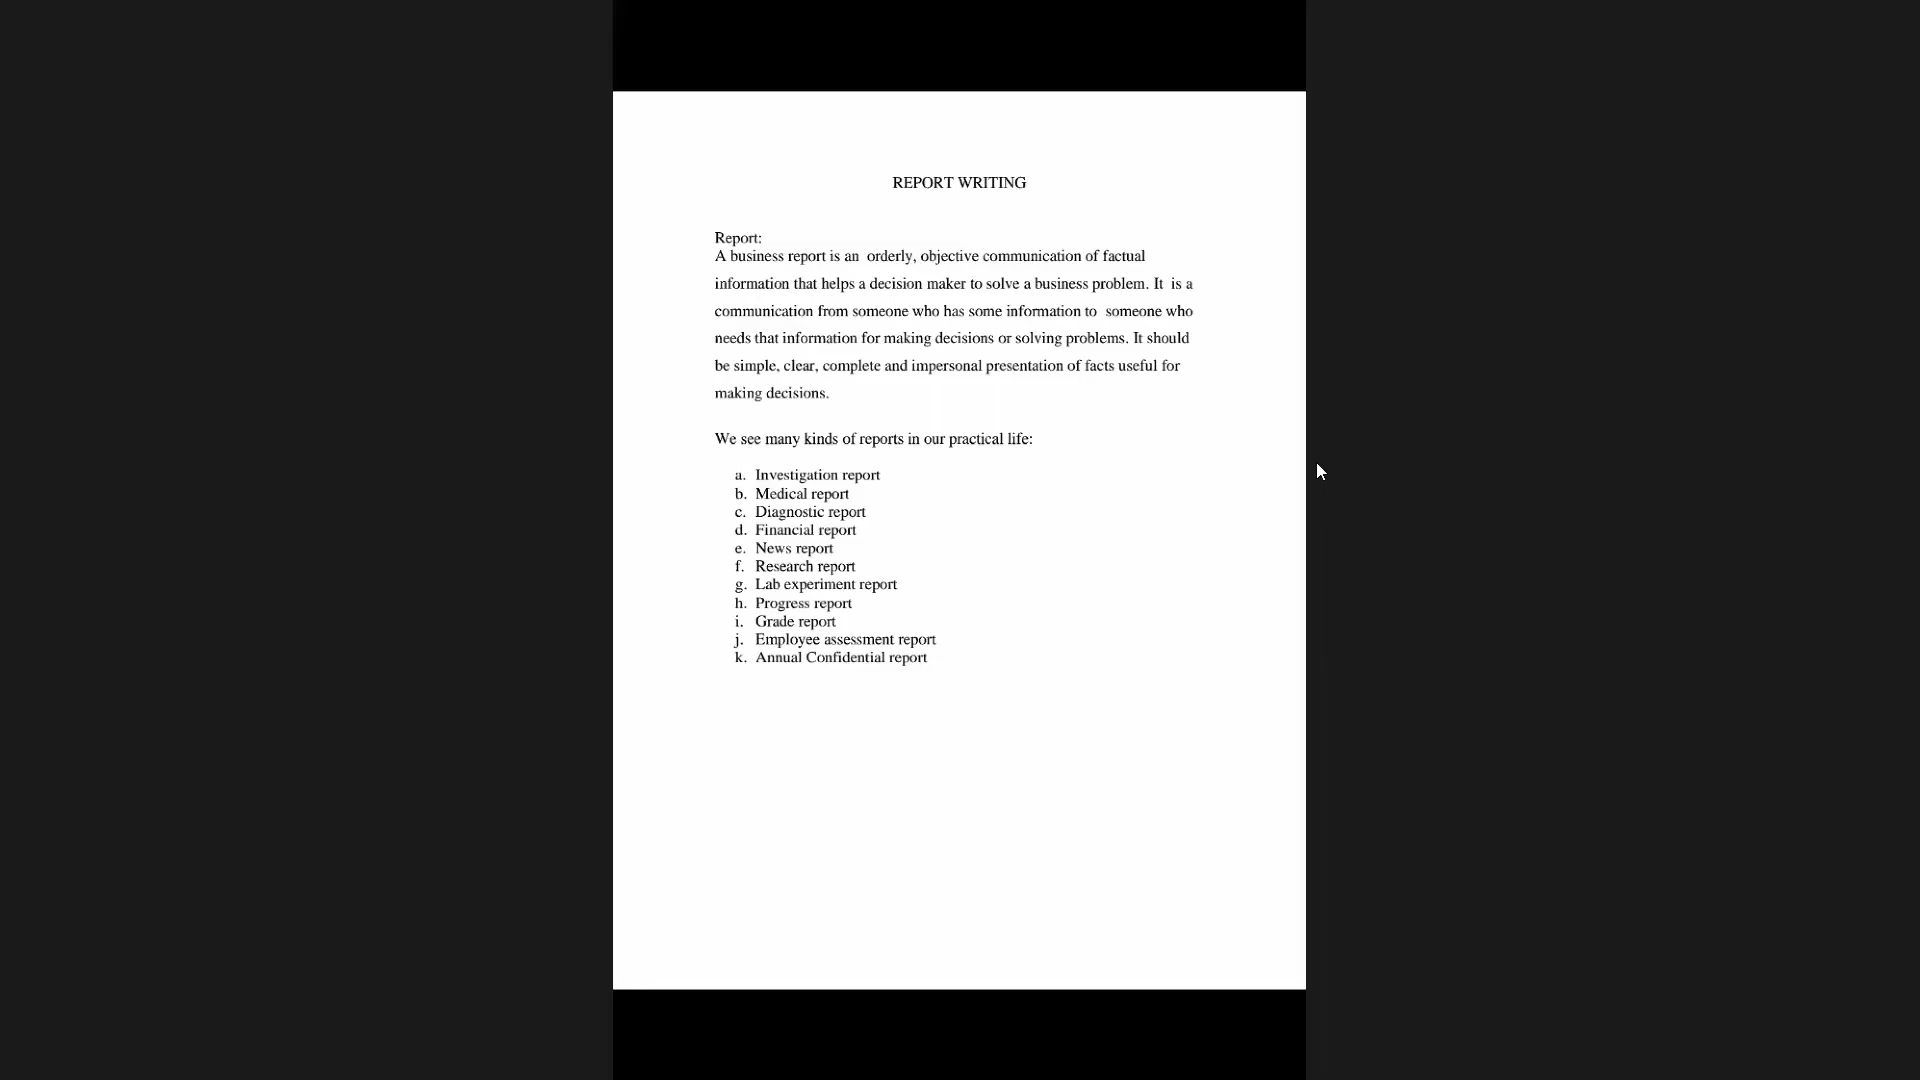 REPORT WRITING
Report:
A business report is an  orderly, objective communication of factual
information that helps a decision maker to solve a business problem. It  is a
communication from someone who has some information to  someone who
needs that information for making decisions or solving problems. It should
be simple, clear, complete and impersonal presentation of facts useful for
making decisions.
We see many kinds of reports in our practical life:
a. Investigation report
b. Medical report
c. Diagnostic report
d. Financial report
e. News report
f. Research report
g. Lab experiment report
h. Progress report
i. Grade report
j. Employee assessment report
k. Annual Confidential report